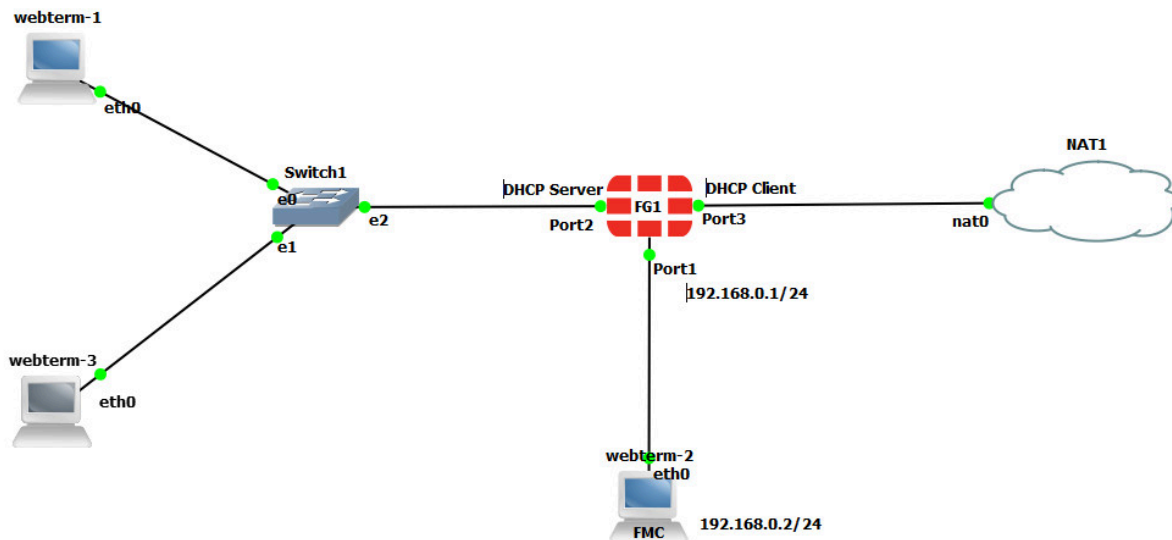 webterm-1
eth0
Switch1
e0
e1
e2
webterm-3
eth0
DHCP Server
Port2
FG1
DHCP Client
Port3
NAT1
nat0
Port1
192.168.0.1/24
webterm-2
eth0
FMC
192.168.0.2/24